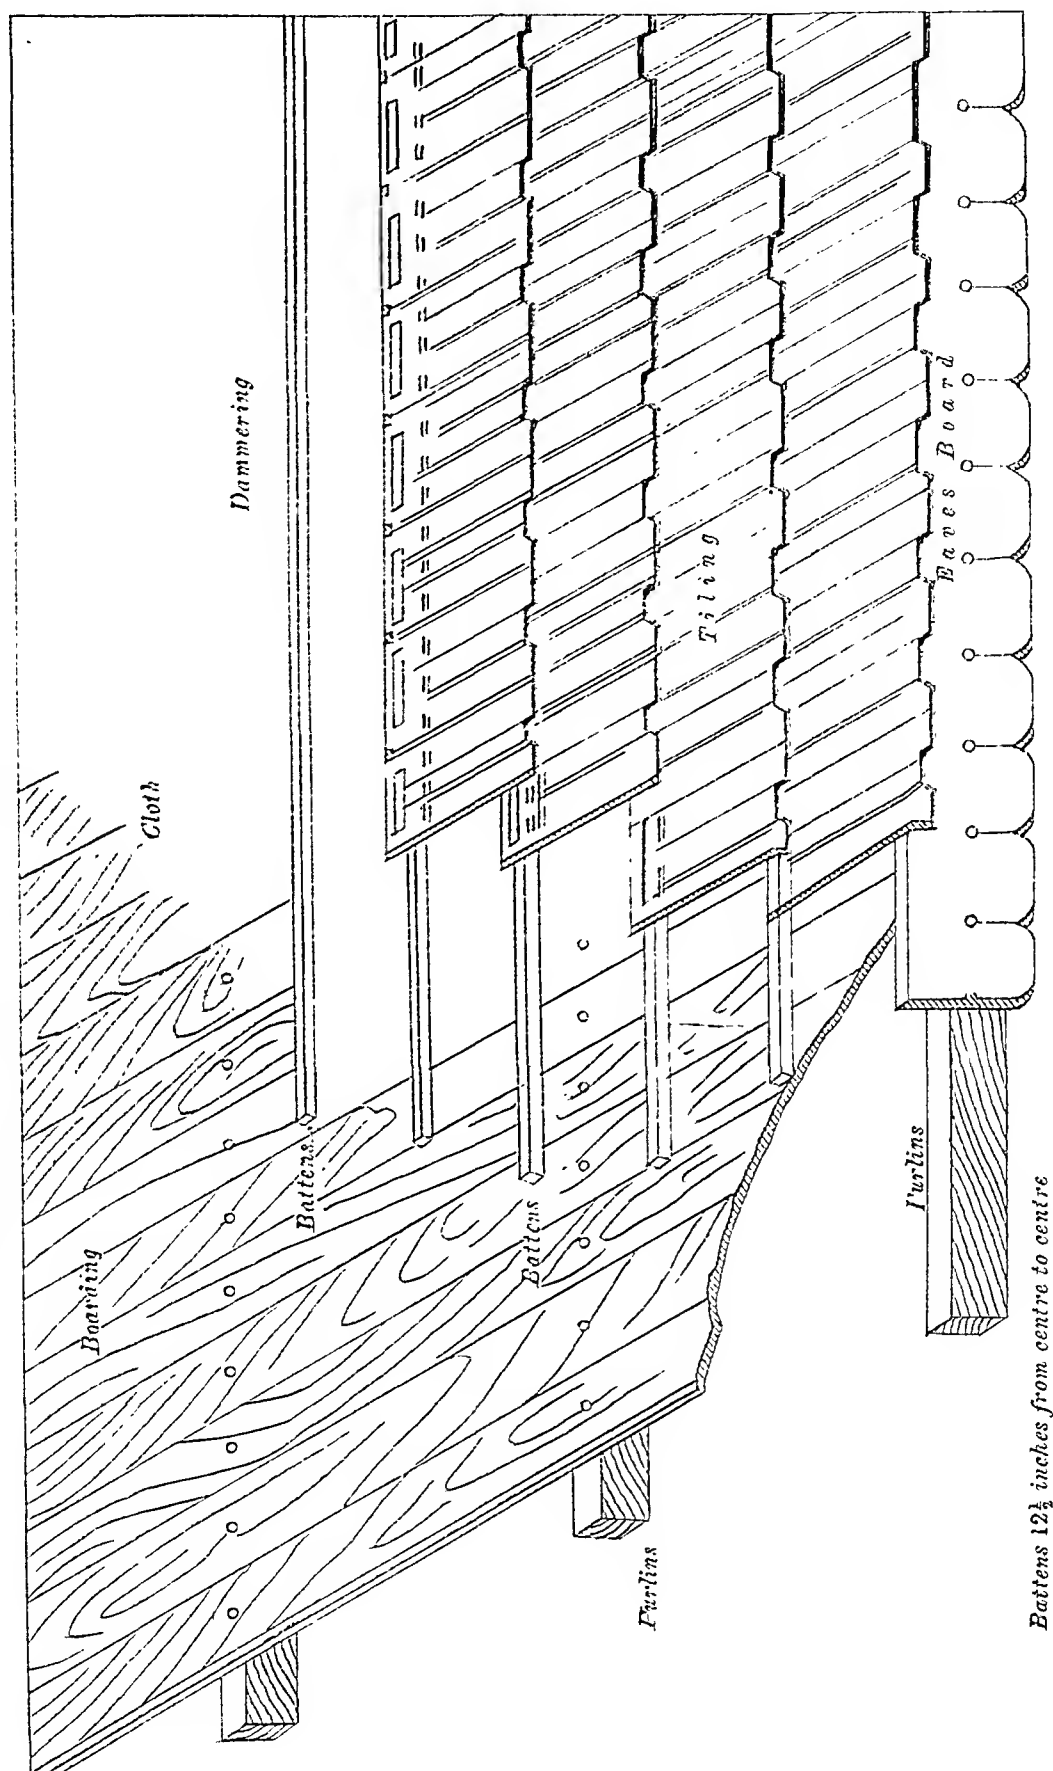 Dammering
Cloth
Boarding
Battens
Battens
Tiling
Eaves Board
Purlins
Purlins
Battens 12½ inches from centre to centre